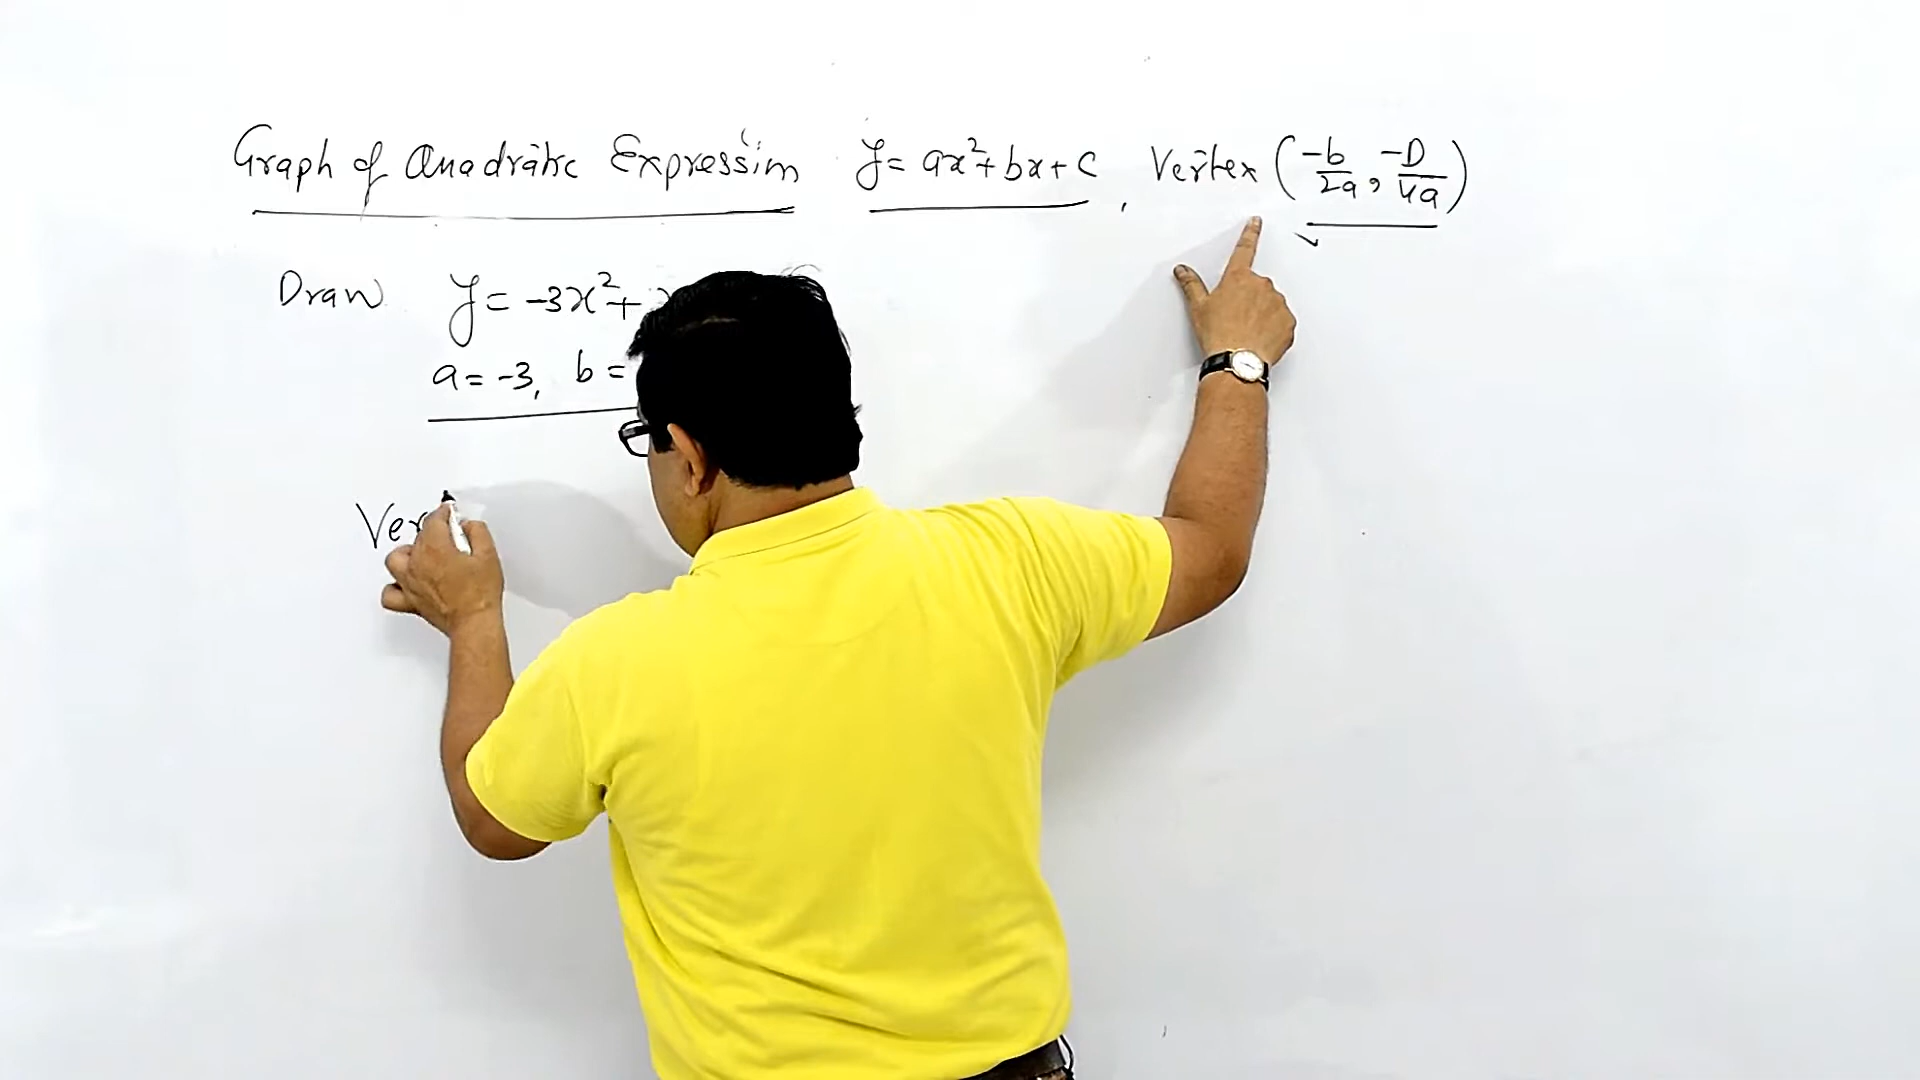 Graph of Quadratic Expression y = ax²+bx+c, Vertex (-b/2a, -D/4a)
Draw y = -3x²+
a = -3, b =
Ver